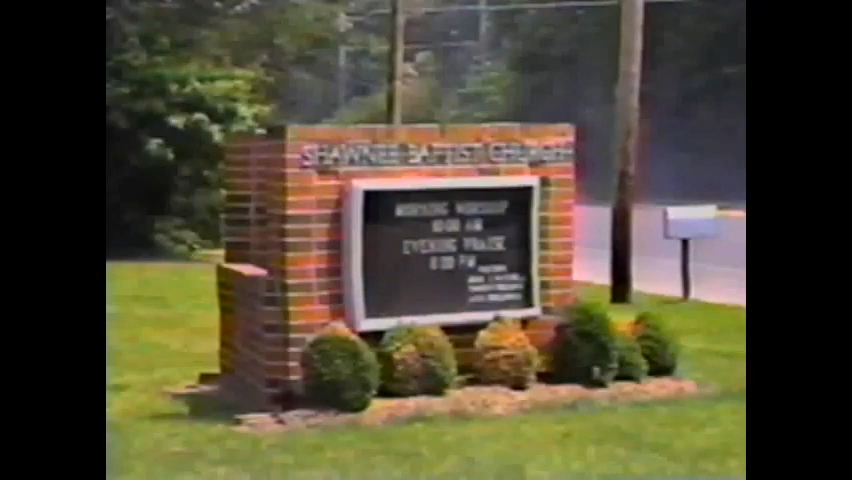 SHAWNEE BAPTIST CHURCH
MORNING WORSHIP
10:00 AM
EVENING PRAISE
6:00 PM